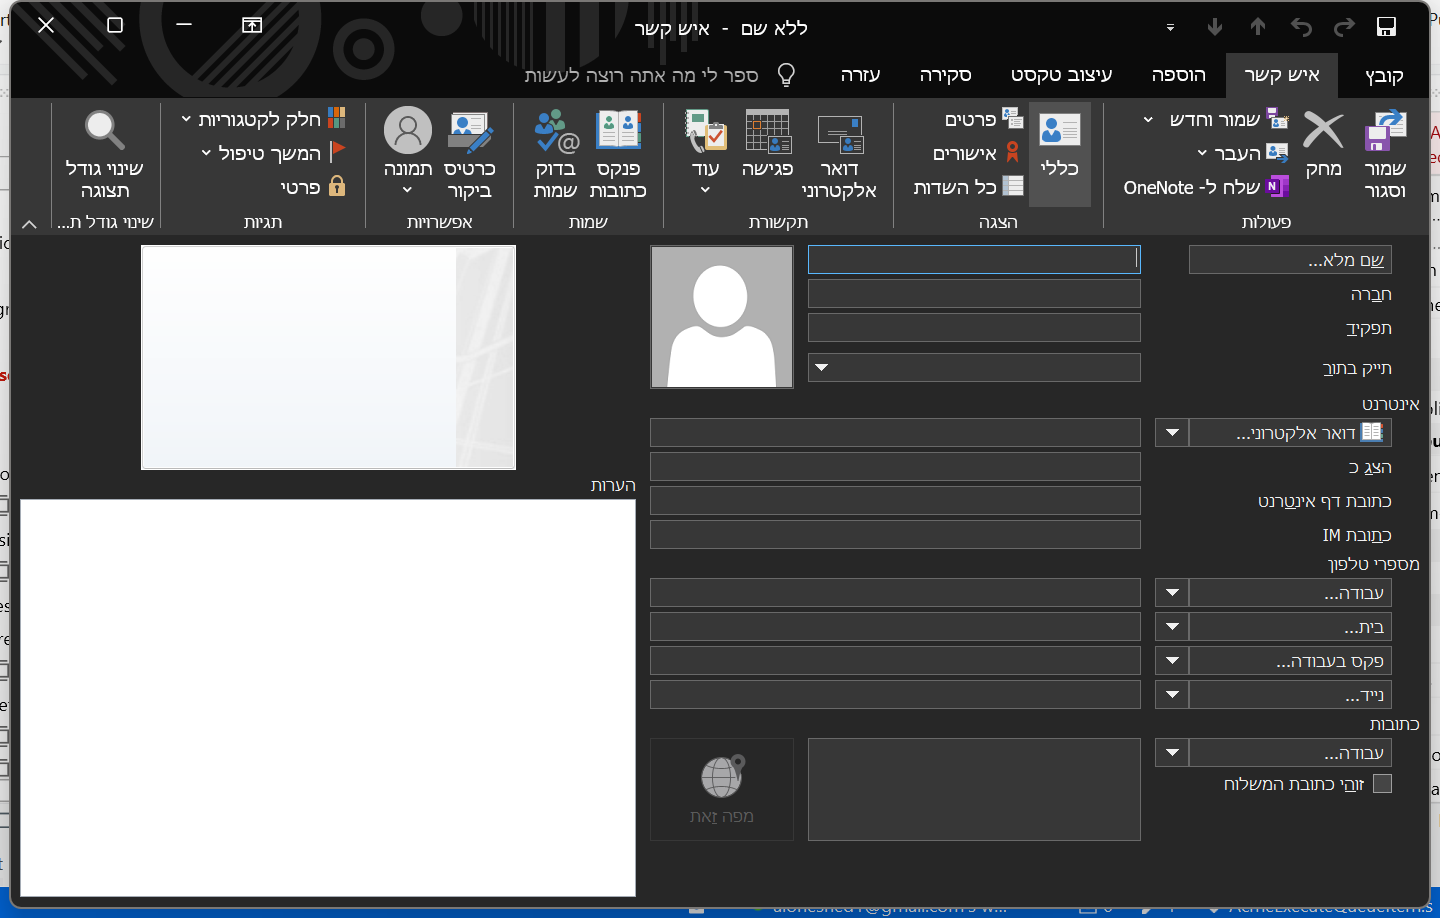 ללא שם - איש קשר
קובץ
איש קשר
הוספה
עיצוב טקסט
סקירה
עזרה
ספר לי מה אתה רוצה לעשות
שמור
וסגור
מחק
שמור וחדש
העבר
שלח ל- OneNote
פעולות
כללי
פרטים
אישורים
כל השדות
הצגה
דואר
אלקטרוני
פגישה
עוד
תקשורת
פנקס
כתובות
בדוק
שמות
שמות
כרטיס
ביקור
תמונה
אפשרויות
חלק לקטגוריות
המשך טיפול
פרטי
תגיות
שינוי גודל
תצוגה
שינוי גודל ת...
שם מלא...
חברה
תפקיד
תייק בתור
אינטרנט
דואר אלקטרוני...
הצג כ
כתובת דף אינטרנט
כתובת IM
מספרי טלפון
עבודה...
בית...
פקס בעבודה...
נייד...
כתובות
עבודה...
זוהי כתובת המשלוח
מפה זאת
הערות